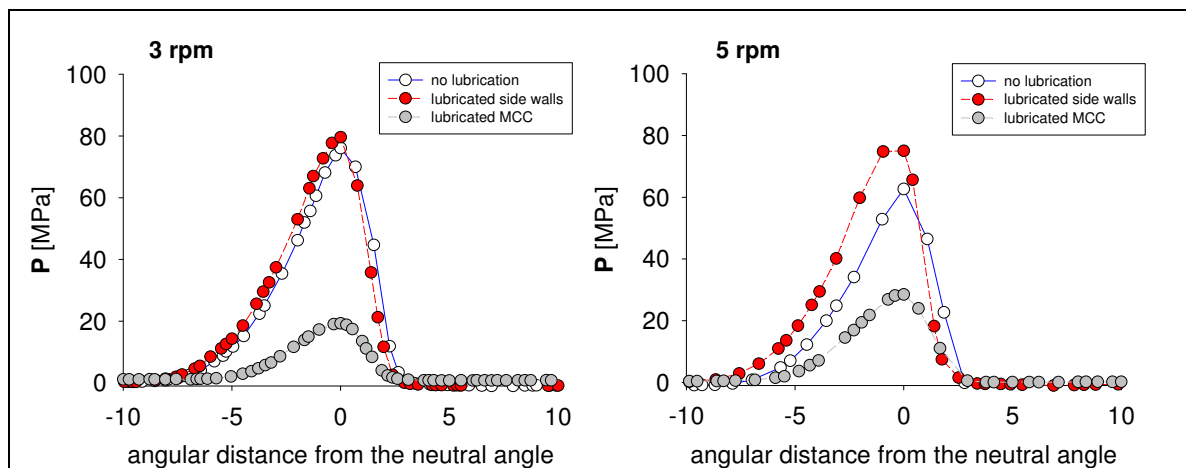 3 rpm
100
80
60
40
20
0
P [MPa]
no lubrication
lubricated side walls
lubricated MCC
-10 -5 0 5 10
angular distance from the neutral angle
5 rpm
100
80
60
40
20
0
P [MPa]
no lubrication
lubricated side walls
lubricated MCC
-10 -5 0 5 10
angular distance from the neutral angle